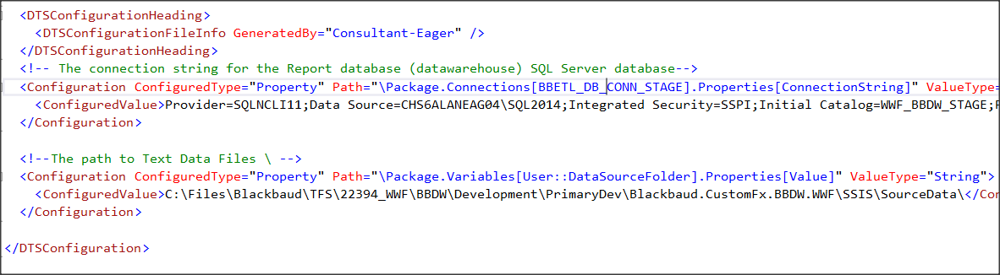 <DTSConfigurationHeading>
<DTSConfigurationFileInfo GeneratedBy="Consultant-Eager" />
</DTSConfigurationHeading>
<!-- The connection string for the Report database (datawarehouse) SQL Server database-->
<Configuration ConfiguredType="Property" Path="\Package.Connections[BBETL_DB_CONN_STAGE].Properties[ConnectionString]" ValueType=
<ConfiguredValue>Provider=SQLNCLI11;Data Source=CHS6ALANEAG04\SQL2014;Integrated Security=SSPI;Initial Catalog=WWF_BBDW_STAGE;
</Configuration>
<!--The path to Text Data Files \ -->
<Configuration ConfiguredType="Property" Path="\Package.Variables[User::DataSourceFolder].Properties[Value]" ValueType="String">
<ConfiguredValue>C:\Files\Blackbaud\TFS\22394_WWF\BBDW\Development\PrimaryDev\Blackbaud.CustomFx.BBDW.WWF\SSIS\SourceData\</Con
</Configuration>
</DTSConfiguration>